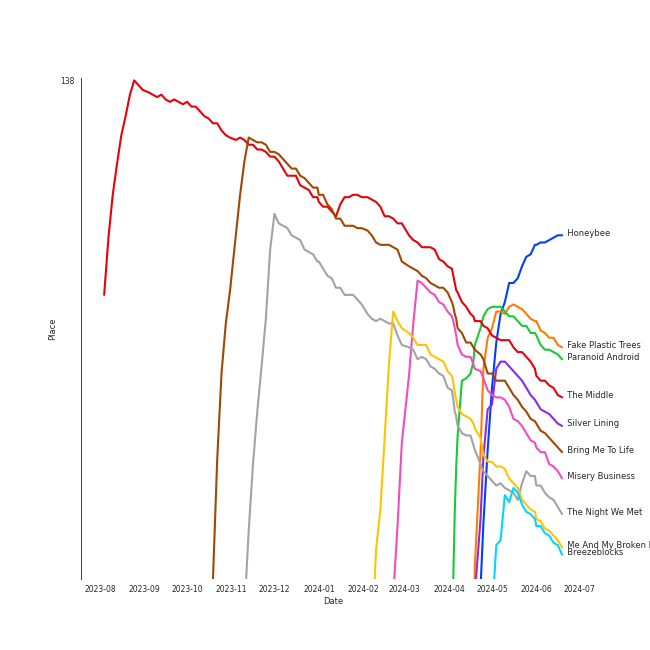 138
Honeybee
Fake Plastic Trees
Paranoid Android
The Middle
Silver Lining
Bring Me To Life
Misery Business
The Night We Met
Me And My Broken
Breezeblocks
Place
2023-08 2023-09 2023-10 2023-11 2023-12 2024-01 2024-02 2024-03 2024-04 2024-05 2024-06 2024-07
Date